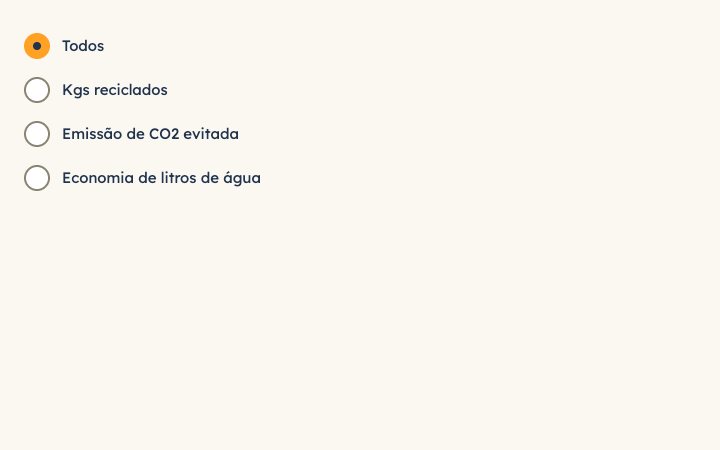 Todos
Kgs reciclados
Emissão de CO2 evitada
Economia de litros de água